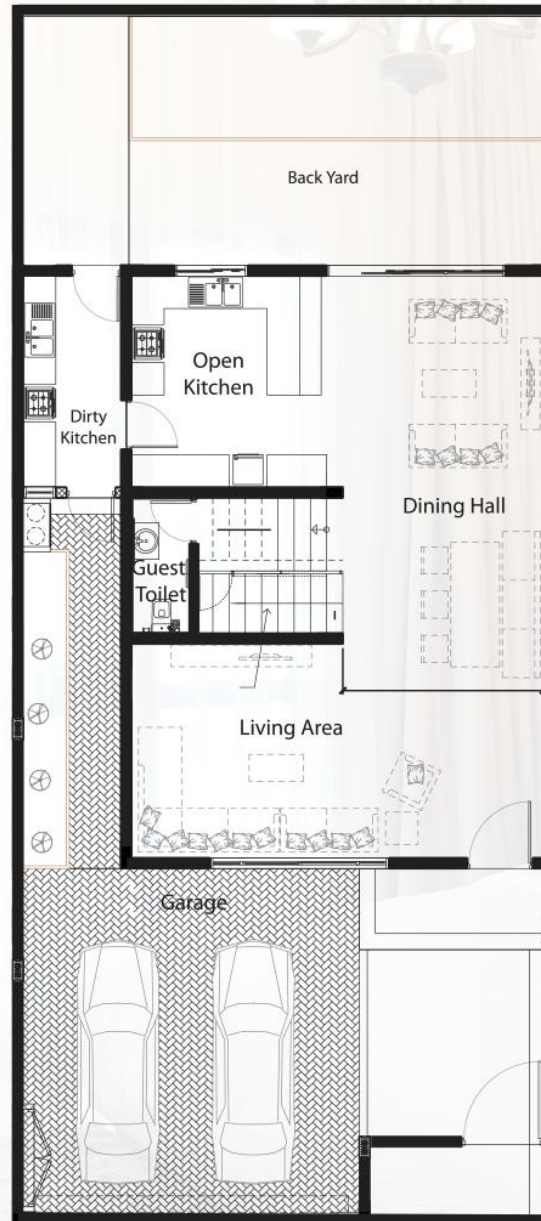 Back Yard
Open
Kitchen
Dirty
Kitchen
Dining Hall
Guest
Toilet
Living Area
Garage